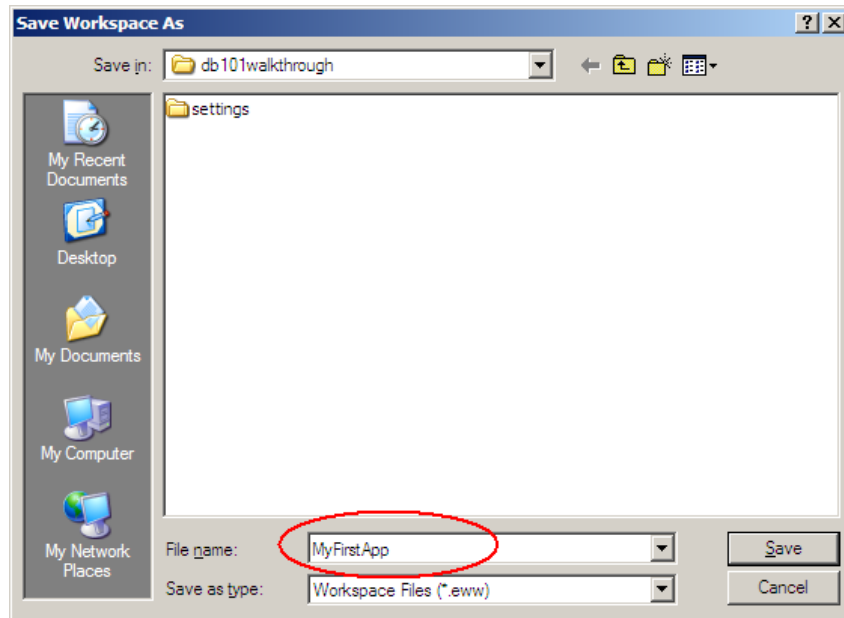 Save Workspace As
Save in: db101walkthrough
settings
My Recent
Documents
Desktop
My Documents
My Computer
My Network
Places
File name: MyFirstApp Save
Save as type: Workspace Files (*.eww) Cancel